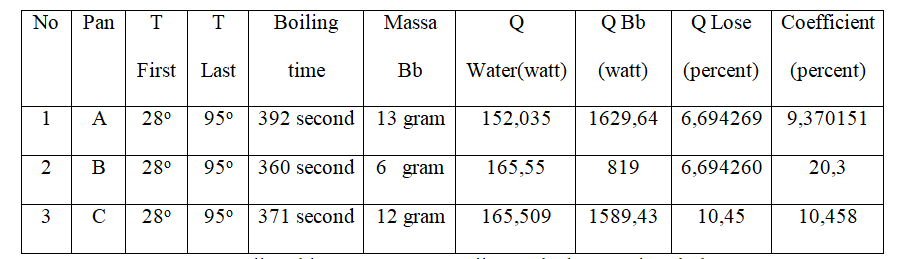 No Pan T First T Last Boiling time Massa Bb Q Water(watt) Q Bb (watt) Q Lose (percent) Coefficient (percent)
1 A 28º 95º 392 second 13 gram 152,035 1629,64 6,694269 9,370151
2 B 28º 95º 360 second 6 gram 165,55 819 6,694260 20,3
3 C 28º 95º 371 second 12 gram 165,509 1589,43 10,45 10,458